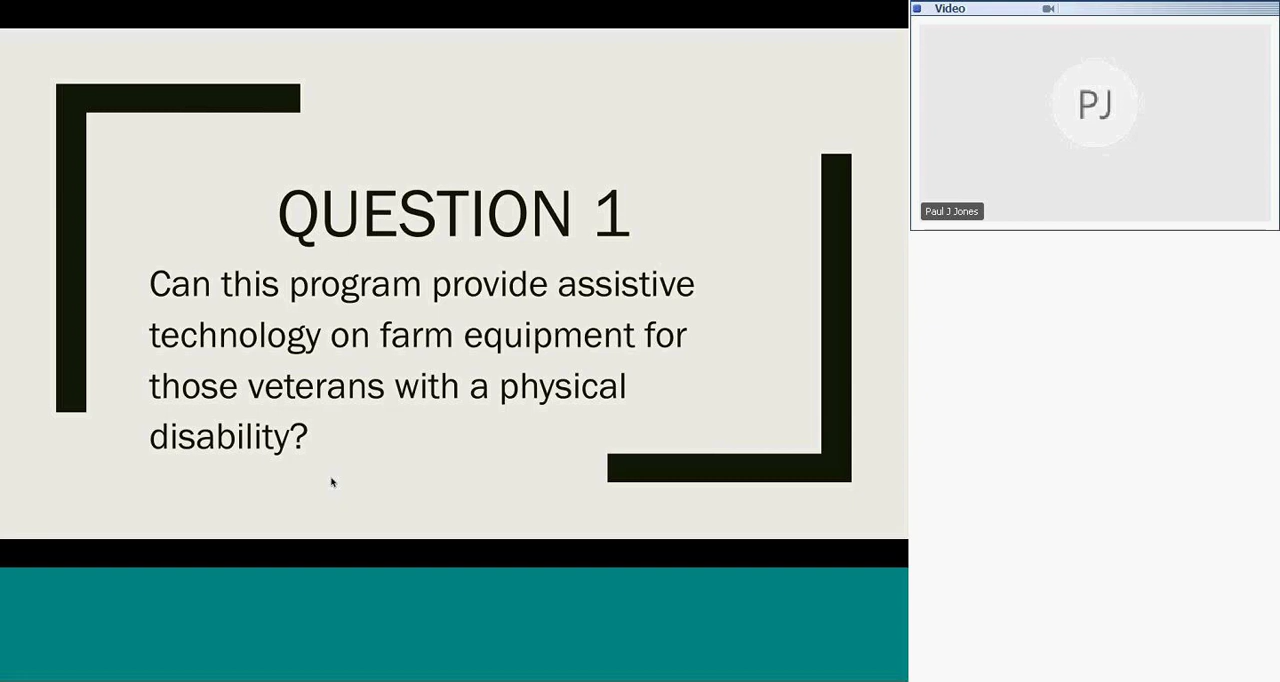 Video
PJ
Paul J Jones
QUESTION 1
Can this program provide assistive
technology on farm equipment for
those veterans with a physical
disability?